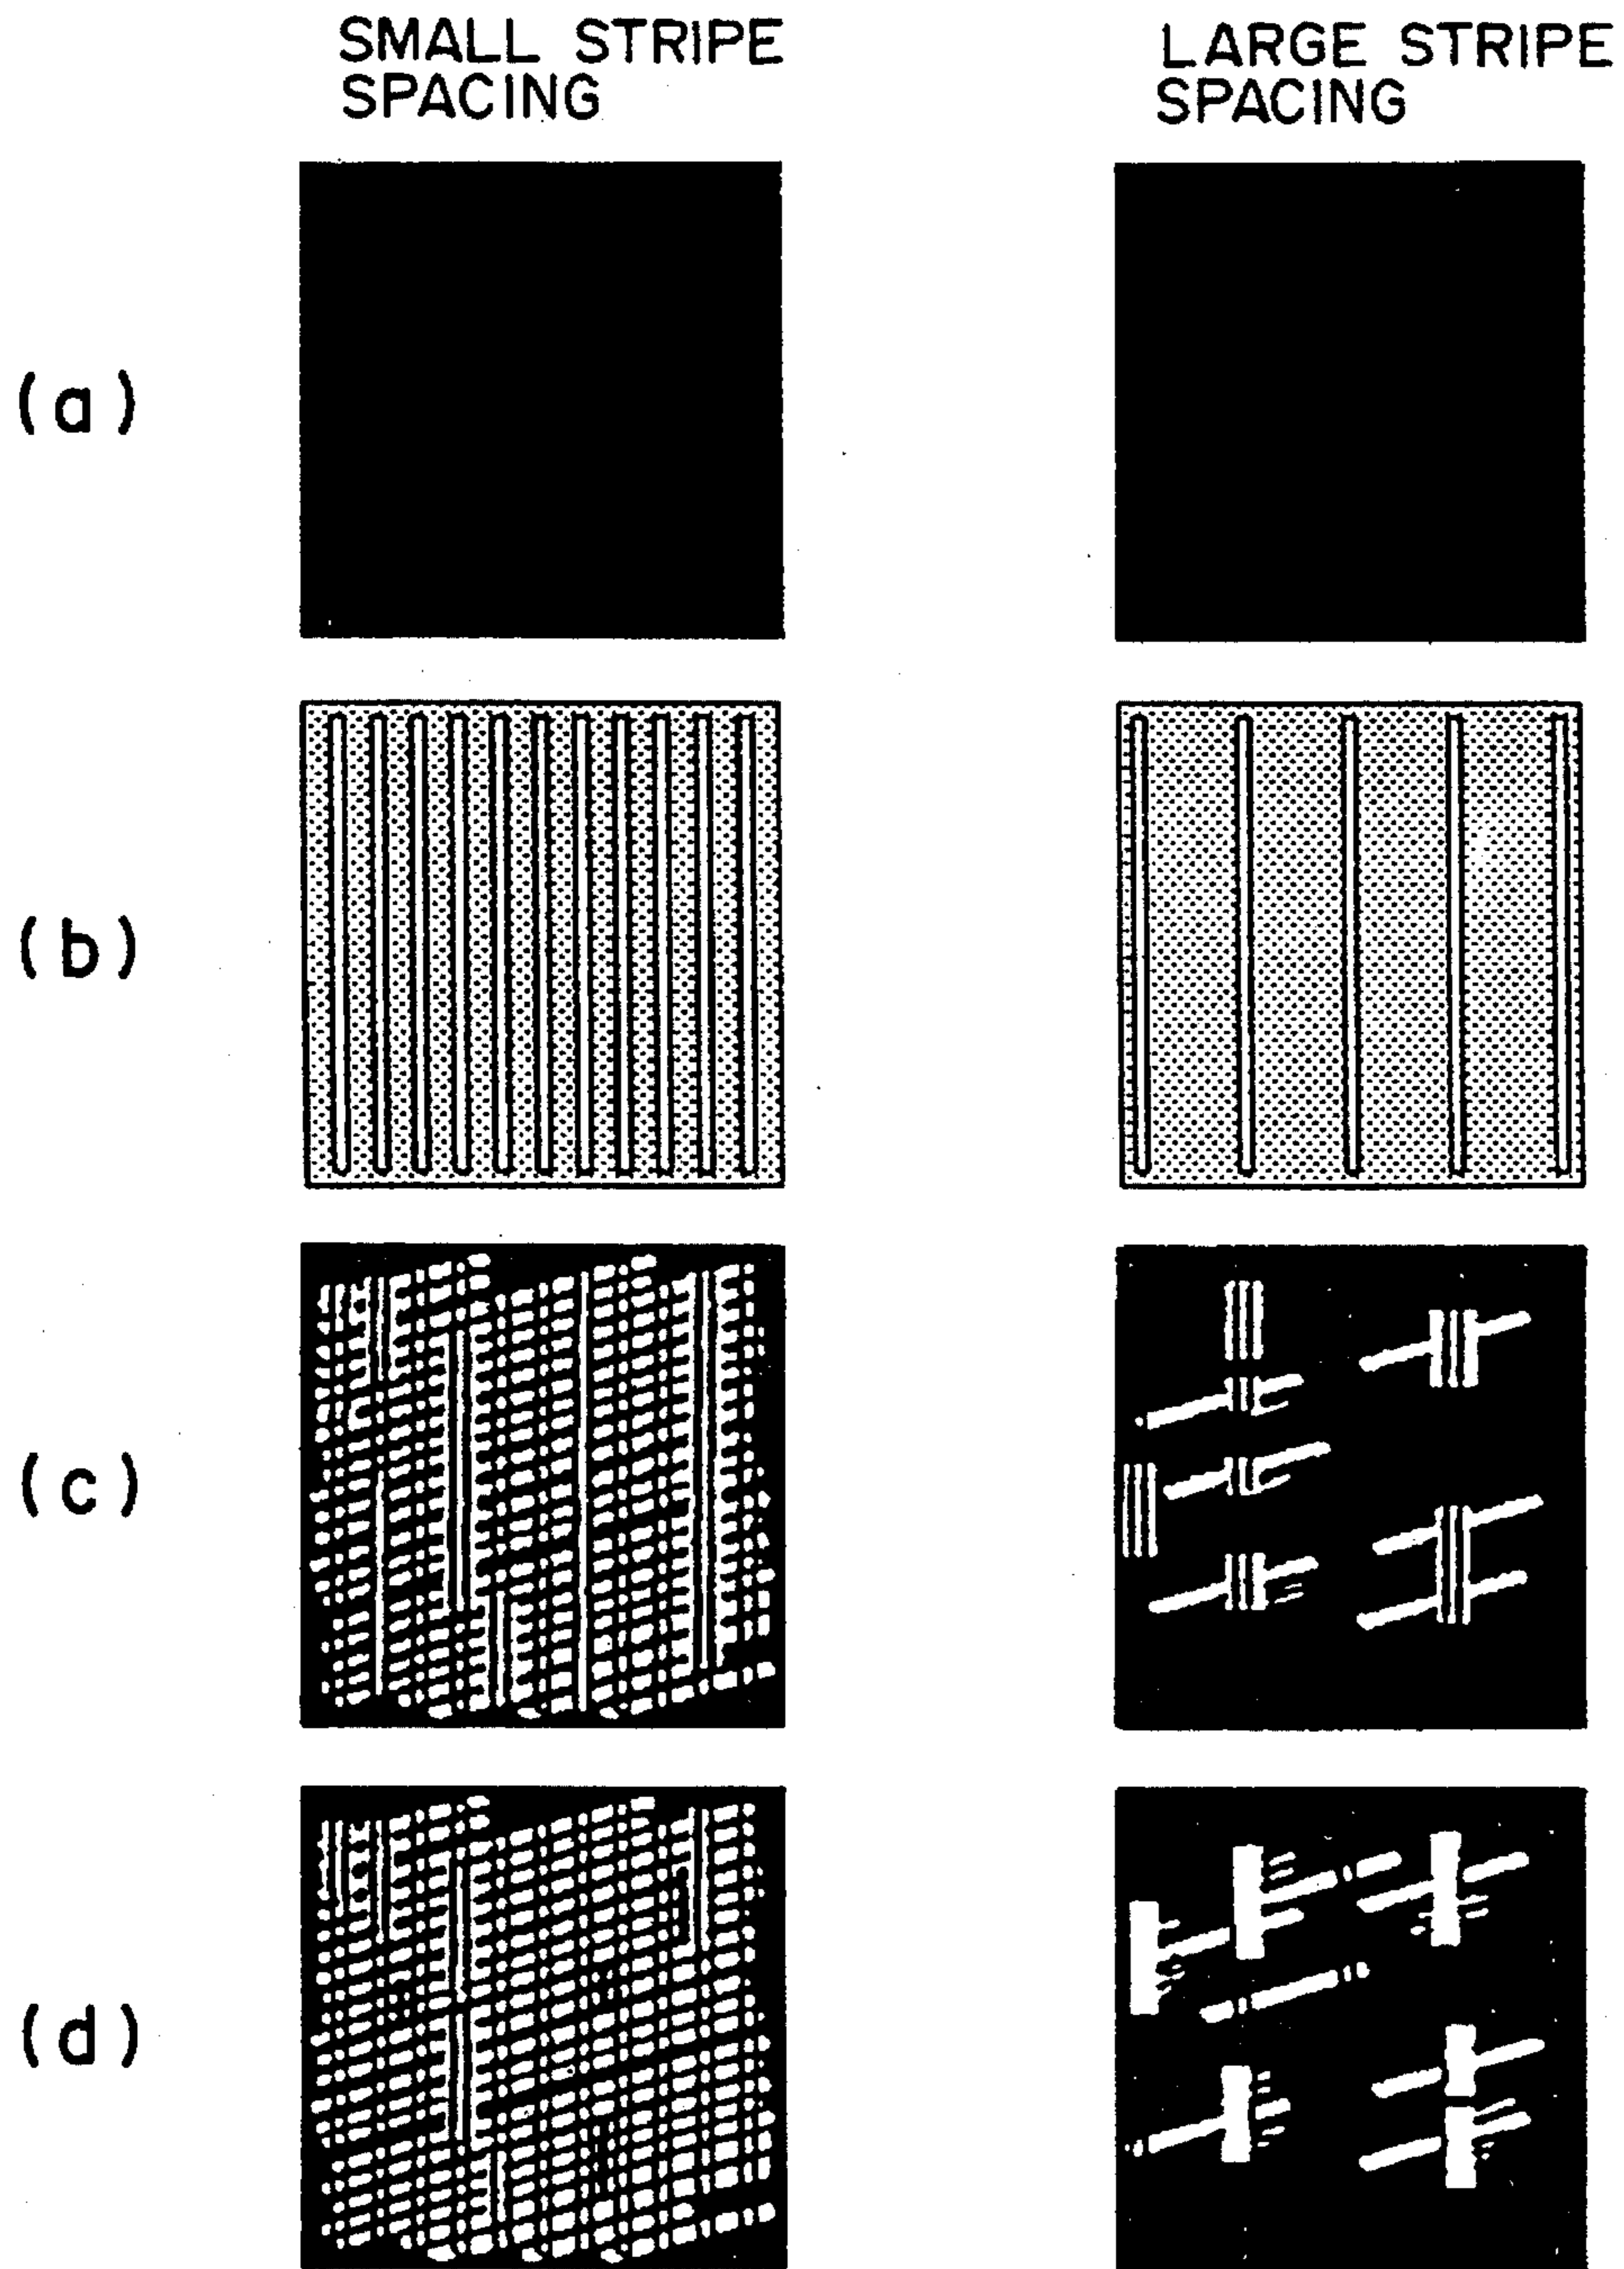 SMALL STRIPE
SPACING
LARGE STRIPE
SPACING
(a)
(b)
(c)
(d)